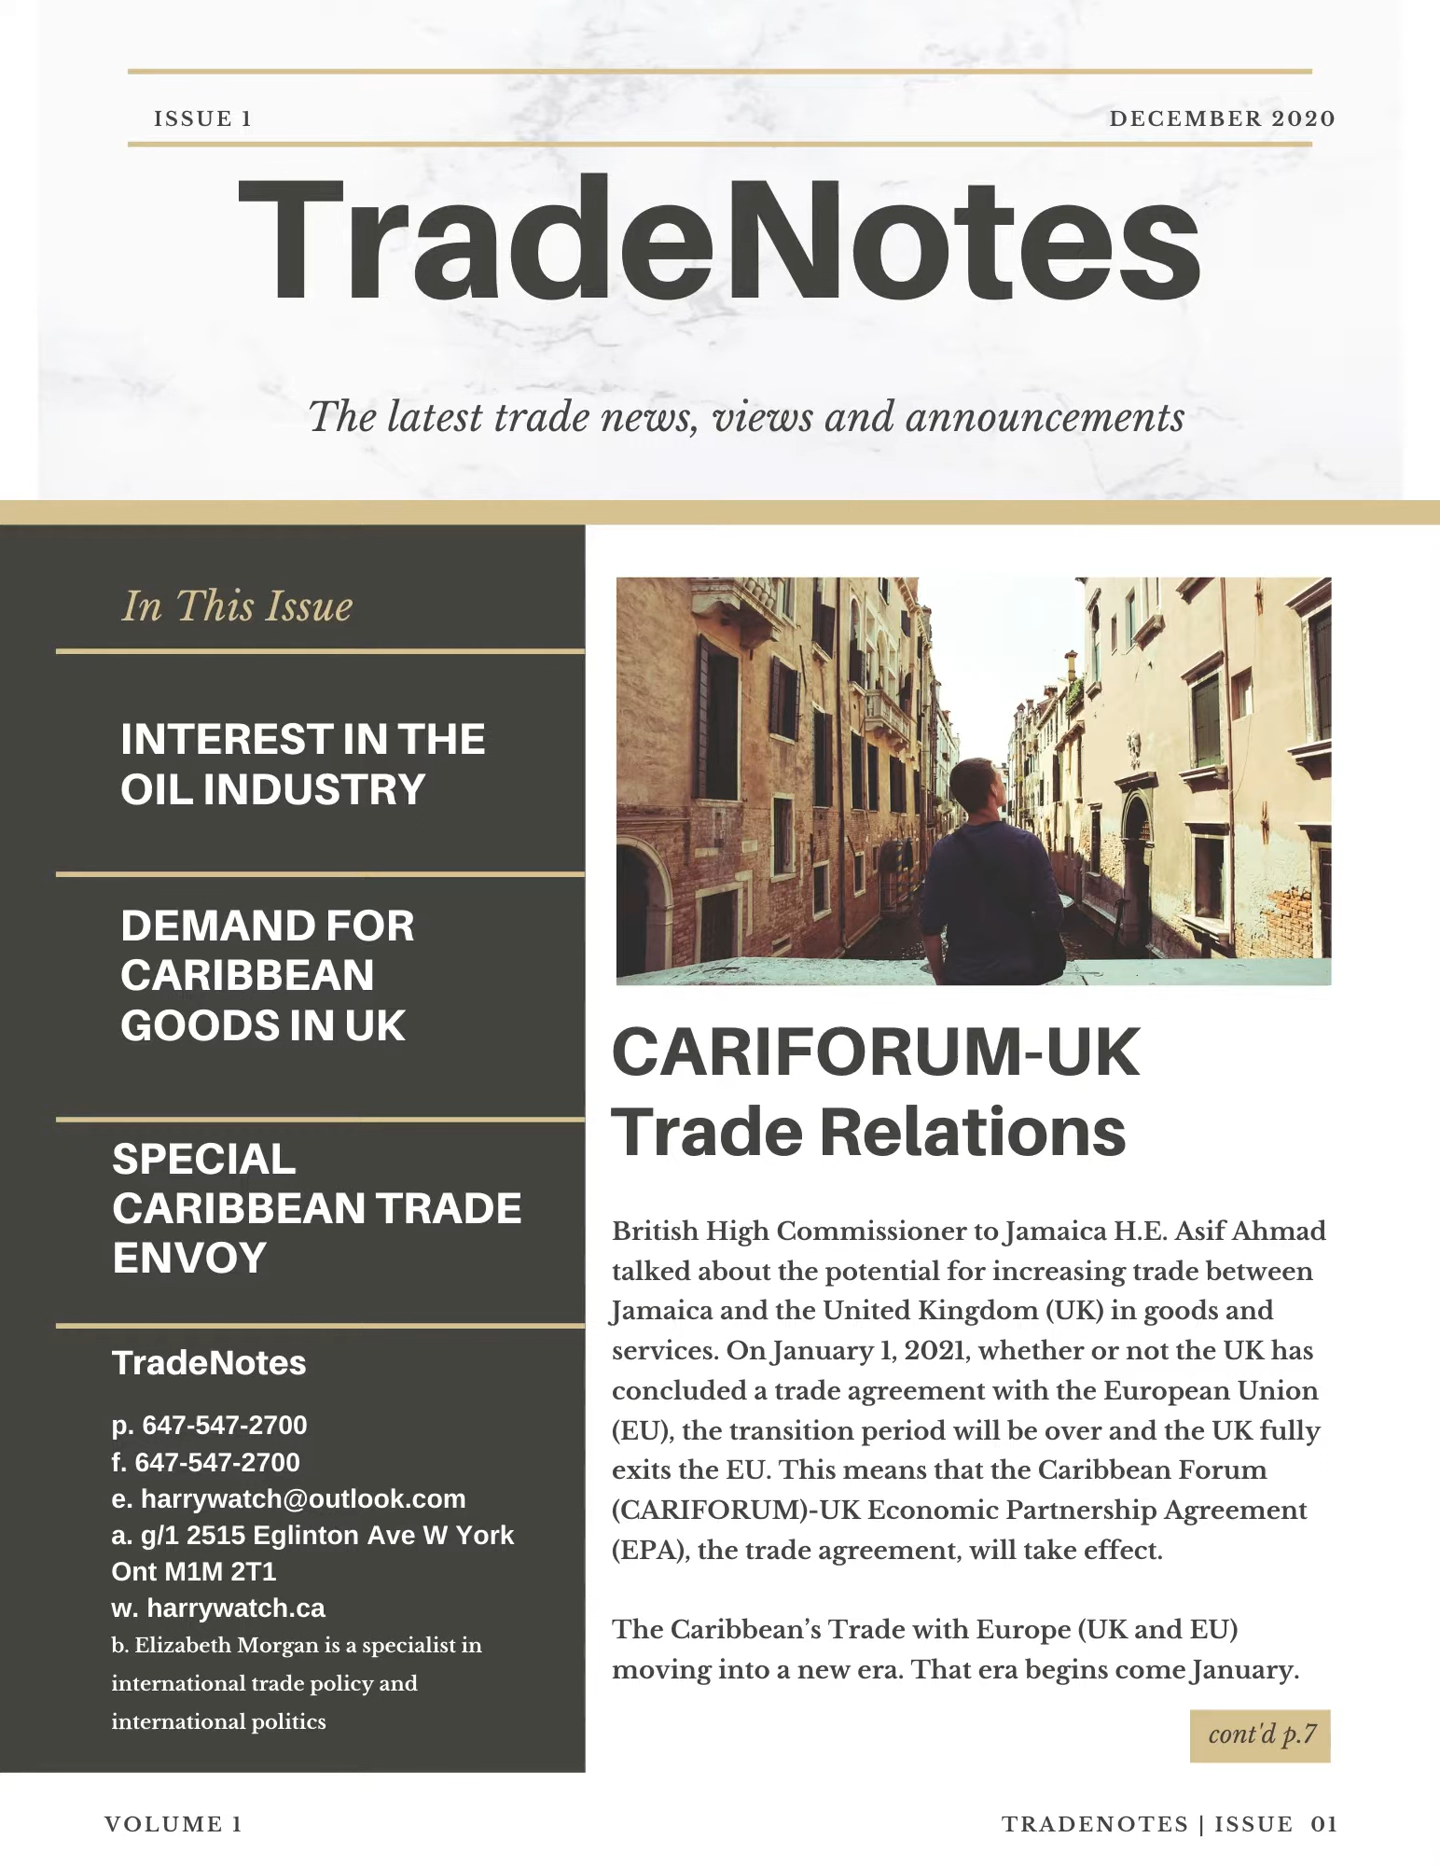 ISSUE 1
DECEMBER 2020
TradeNotes
The latest trade news, views and announcements
In This Issue
INTEREST IN THE
OIL INDUSTRY
DEMAND FOR
CARIBBEAN
GOODS IN UK
SPECIAL
CARIBBEAN TRADE
ENVOY
TradeNotes
p. 647-547-2700
f. 647-547-2700
e. harrywatch@outlook.com
a. g/1 2515 Eglinton Ave W York
Ont M1M 2T1
w. harrywatch.ca
b. Elizabeth Morgan is a specialist in
international trade policy and
international politics
CARIFORUM-UK
Trade Relations
British High Commissioner to Jamaica H.E. Asif Ahmad
talked about the potential for increasing trade between
Jamaica and the United Kingdom (UK) in goods and
services. On January 1, 2021, whether or not the UK has
concluded a trade agreement with the European Union
(EU), the transition period will be over and the UK fully
exits the EU. This means that the Caribbean Forum
(CARIFORUM)-UK Economic Partnership Agreement
(EPA), the trade agreement, will take effect.
The Caribbean’s Trade with Europe (UK and EU)
moving into a new era. That era begins come January.
cont'd p.7
VOLUME 1
TRADENOTES | ISSUE 01